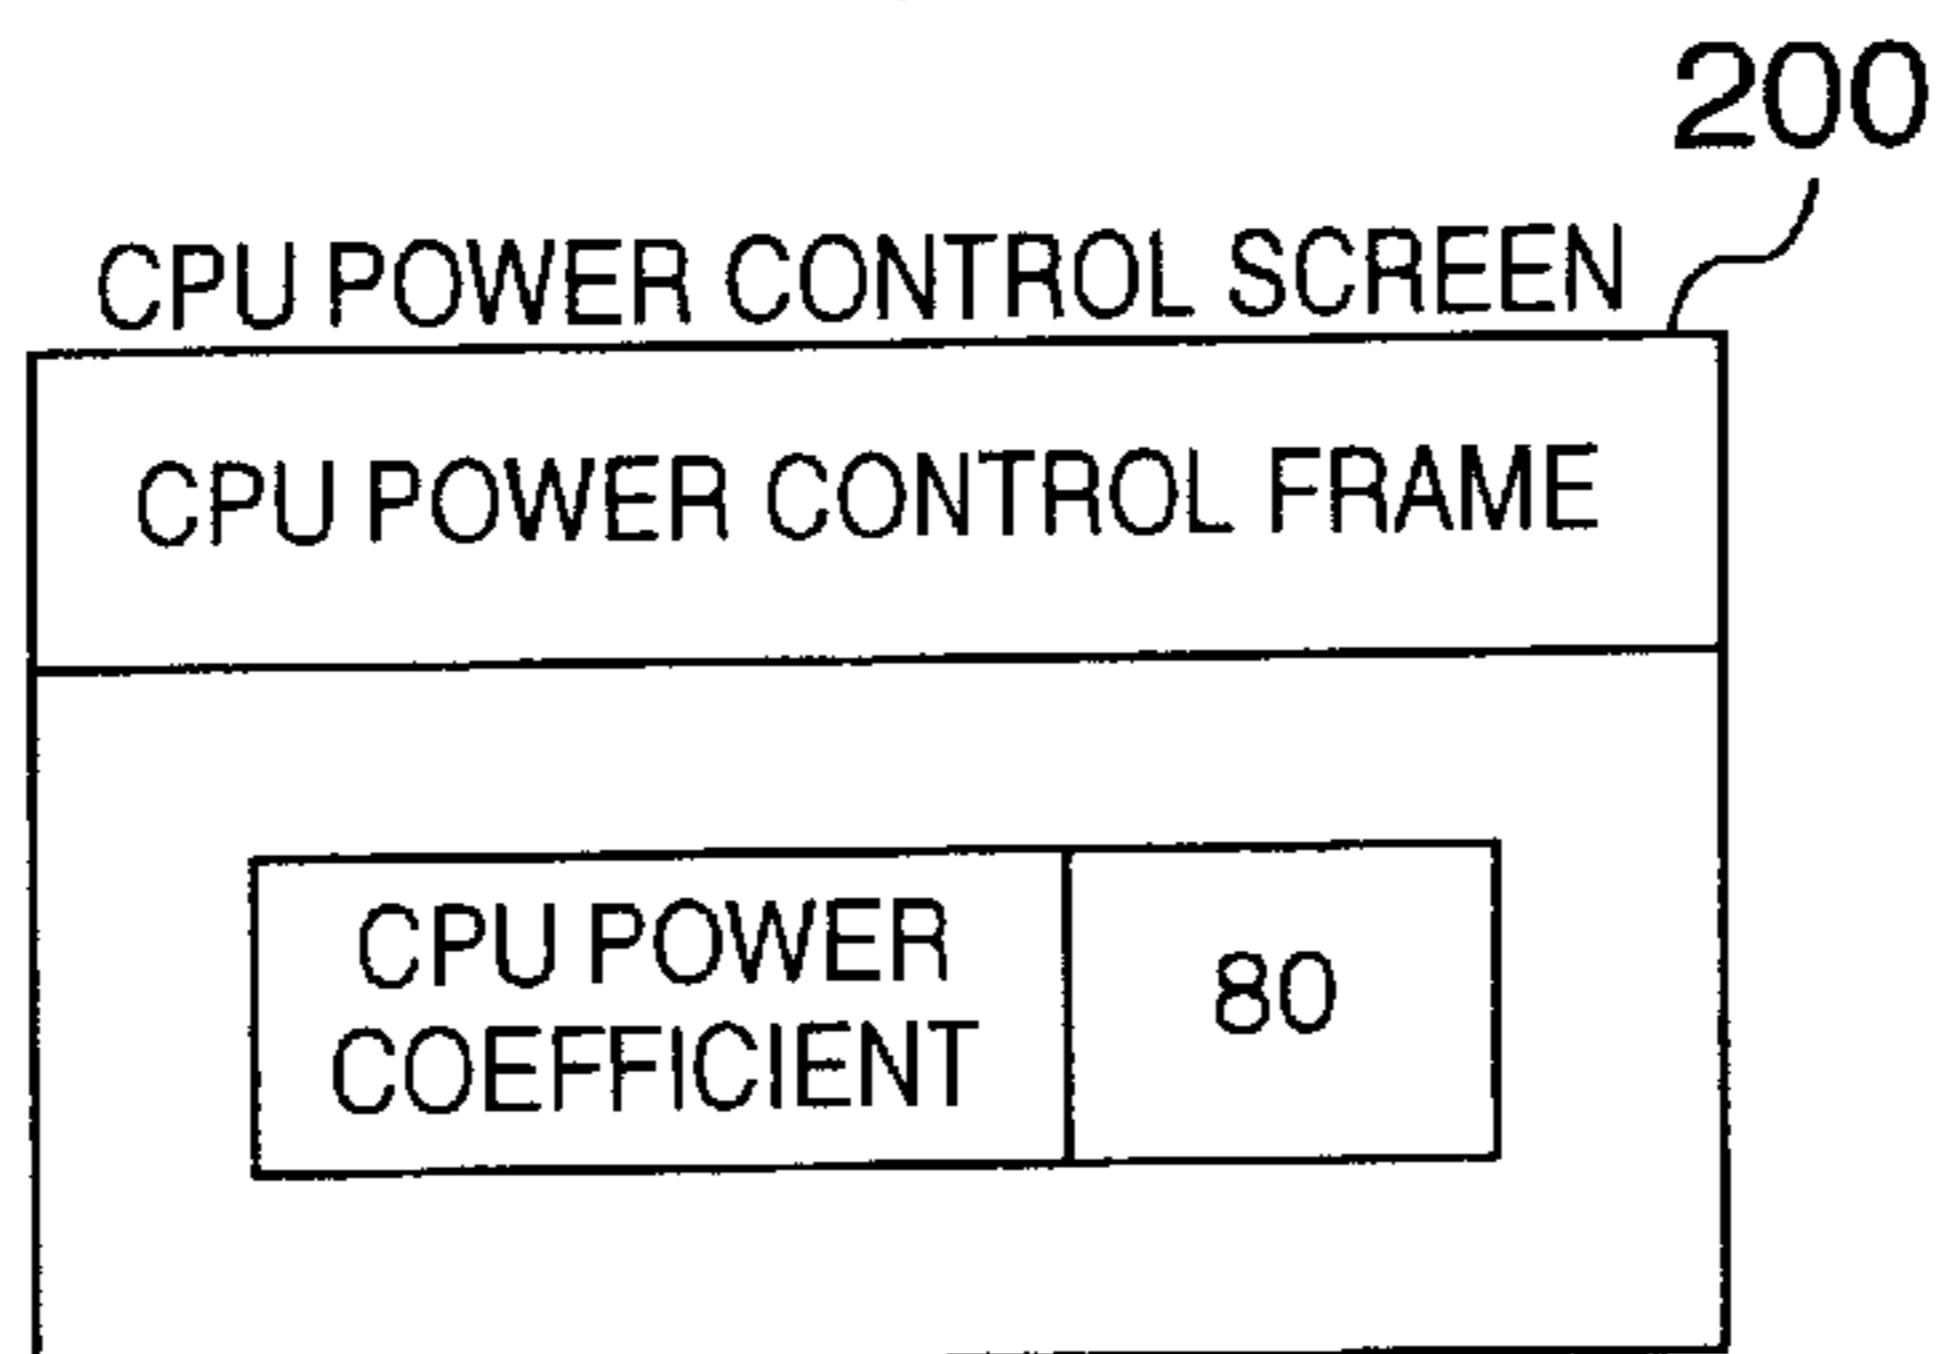 200
CPU POWER CONTROL SCREEN
CPU POWER CONTROL FRAME
CPU POWER
COEFFICIENT
80